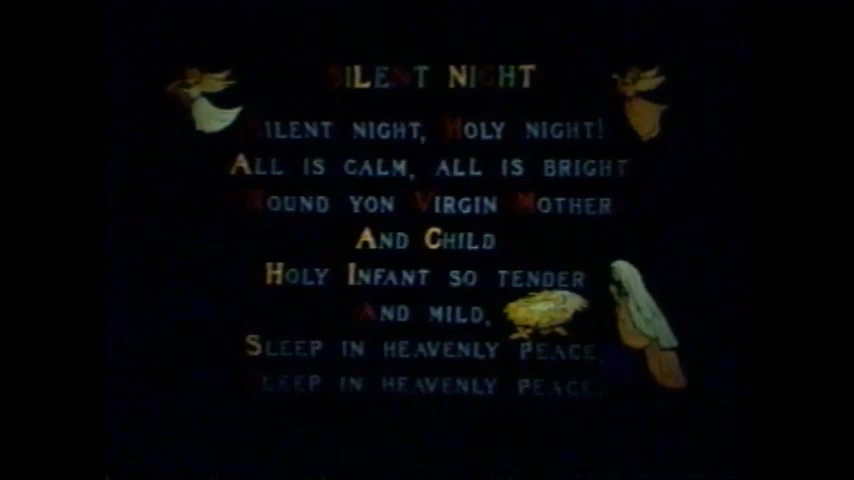 SILENT NIGHT
SILENT NIGHT, HOLY NIGHT!
ALL IS CALM, ALL IS BRIGHT
ROUND YON VIRGIN MOTHER
AND CHILD
HOLY INFANT SO TENDER
AND MILD,
SLEEP IN HEAVENLY PEACE,
SLEEP IN HEAVENLY PEACE.